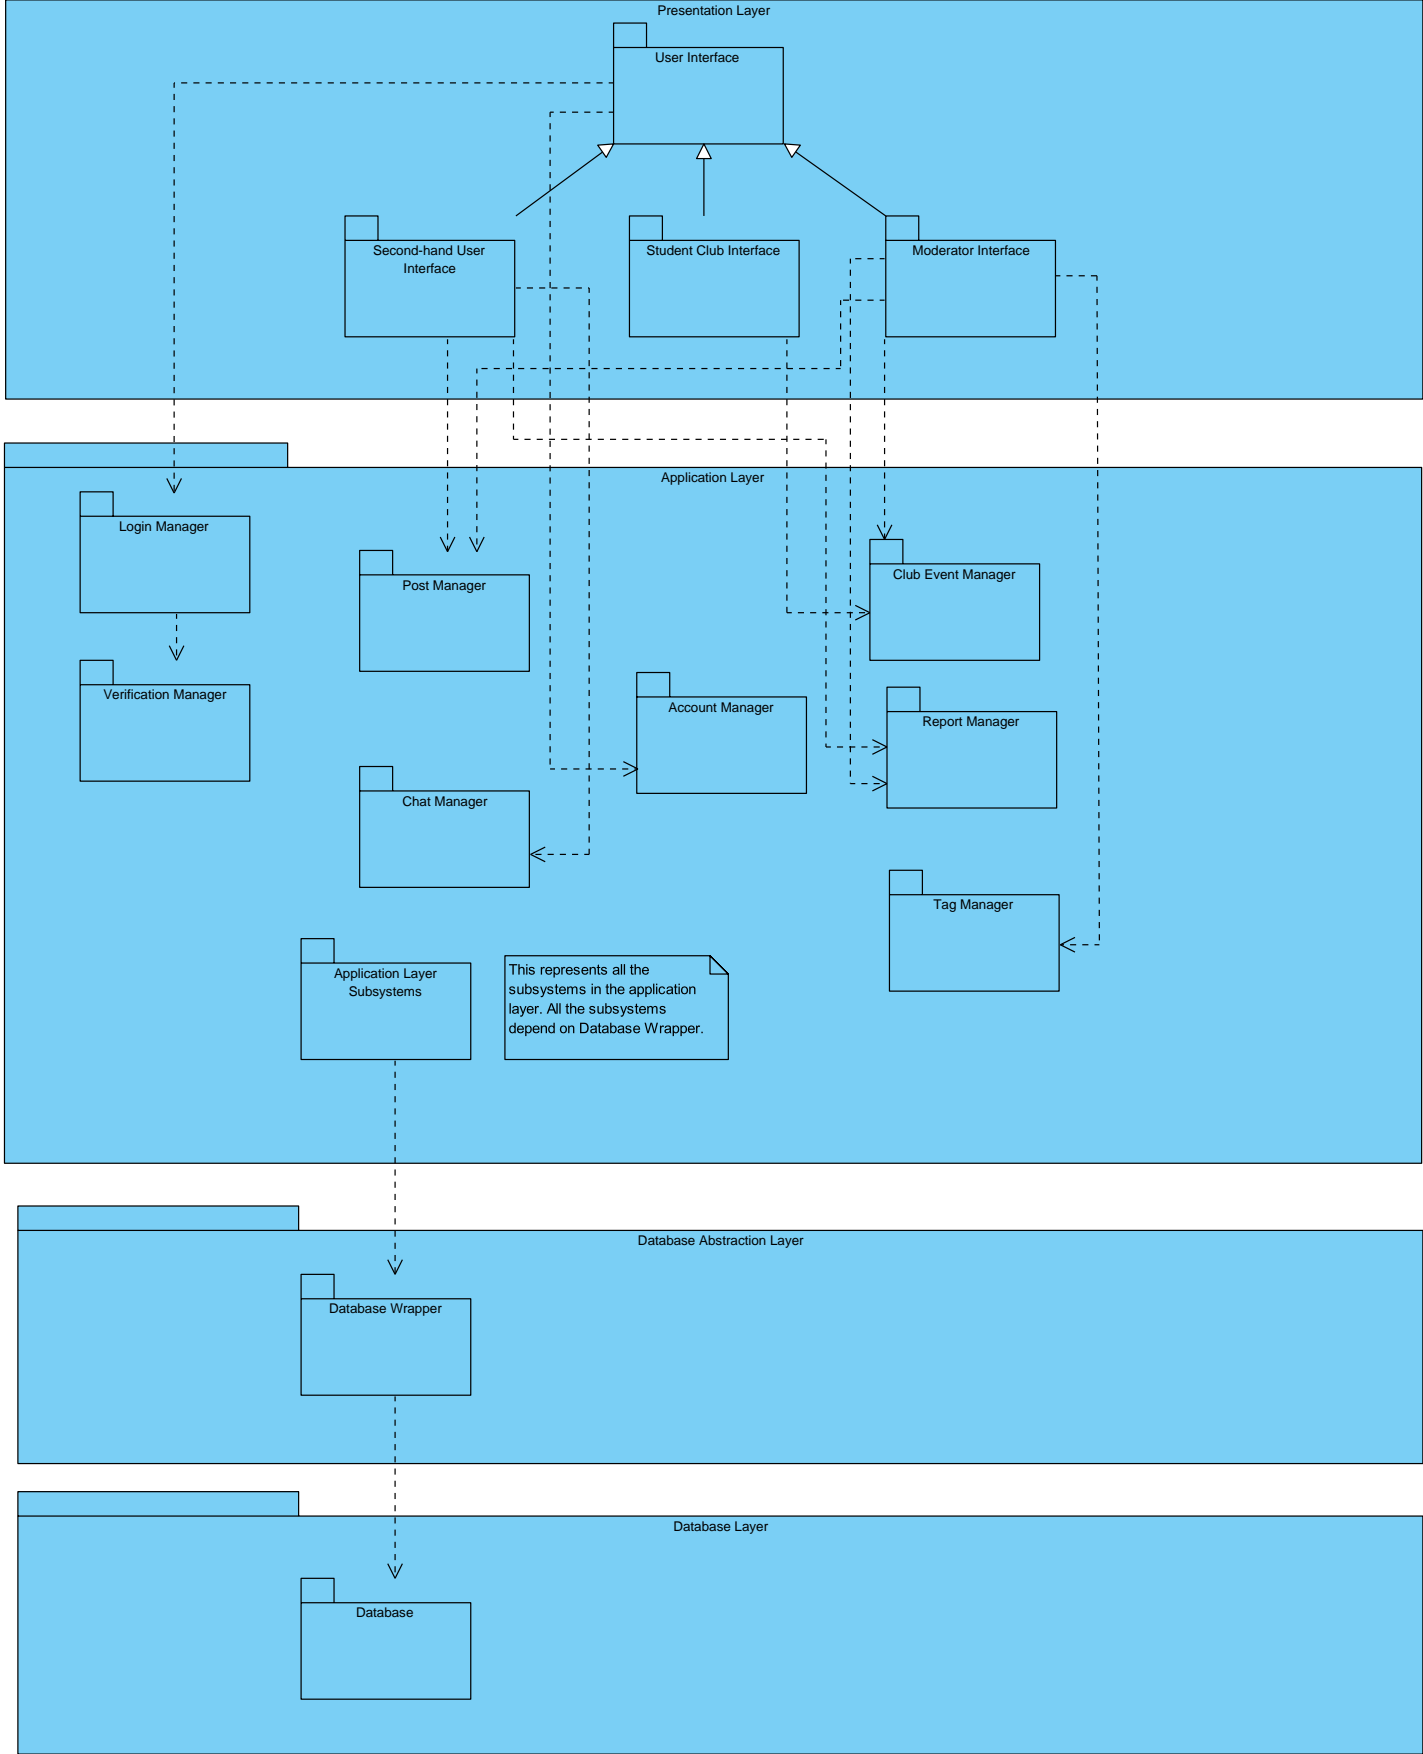 Presentation Layer
User Interface
Second-hand User
Interface
Student Club Interface
Moderator Interface
Application Layer
Login Manager
Post Manager
Club Event Manager
Verification Manager
Account Manager
Report Manager
Chat Manager
Tag Manager
Application Layer
Subsystems
This represents all the
subsystems in the application
layer. All the subsystems
depend on Database Wrapper.
Database Abstraction Layer
Database Wrapper
Database Layer
Database